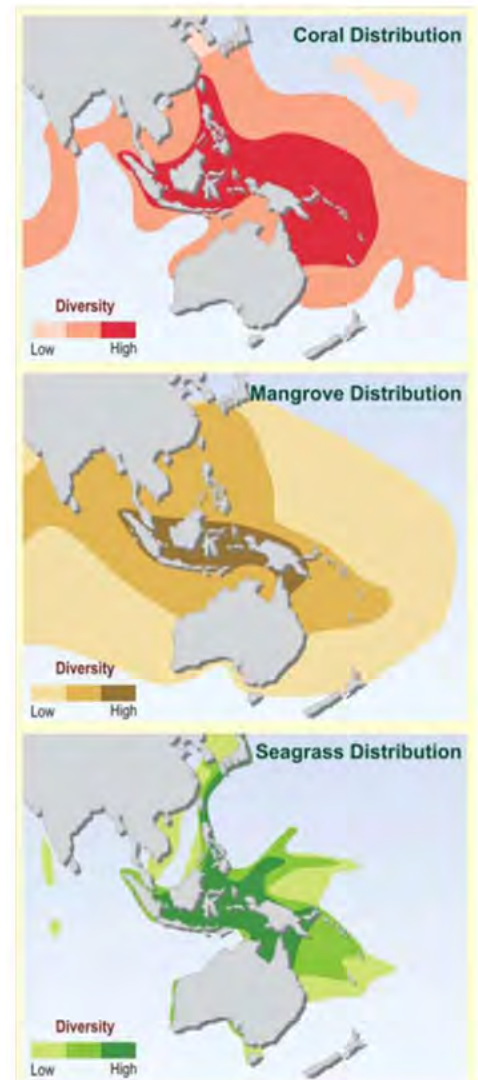 Coral Distribution
Diversity
Low High
Mangrove Distribution
Diversity
Low High
Seagrass Distribution
Diversity
Low High